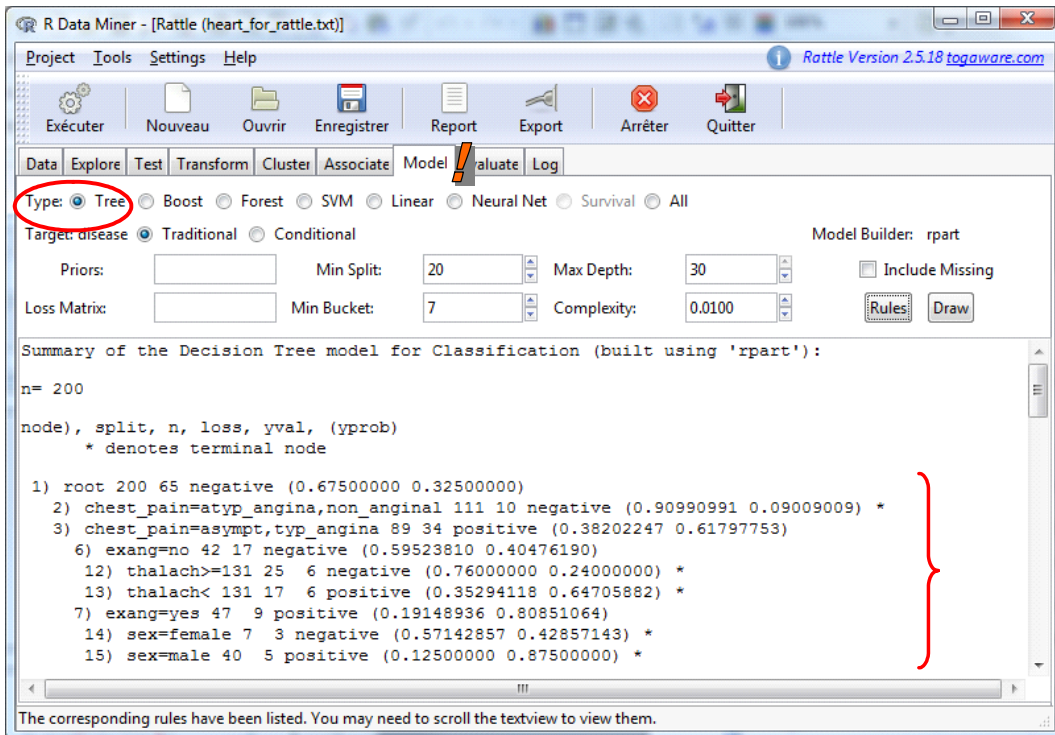 R Data Miner - [Rattle (heart_for_rattle.txt)]
Project Tools Settings Help Rattle Version 2.5.18 togaware.com
Exécuter Nouveau Ouvrir Enregistrer Report Export Arrêter Quitter
Data Explore Test Transform Cluster Associate Model valuate Log
Type: Tree Boost Forest SVM Linear Neural Net Survival All
Target: disease Traditional Conditional Model Builder: rpart
Priors: Min Split: 20 Max Depth: 30 Include Missing
Loss Matrix: Min Bucket: 7 Complexity: 0.0100 Rules Draw
Summary of the Decision Tree model for Classification (built using 'rpart'):
n= 200
node), split, n, loss, yval, (yprob)
* denotes terminal node
1) root 200 65 negative (0.67500000 0.32500000)
2) chest_pain=atyp_angina,non_anginal 111 10 negative (0.90990991 0.09009009) *
3) chest_pain=asympt,typ_angina 89 34 positive (0.38202247 0.61797753)
6) exang=no 42 17 negative (0.59523810 0.40476190)
12) thalach>=131 25 6 negative (0.76000000 0.24000000) *
13) thalach< 131 17 6 positive (0.35294118 0.64705882) *
7) exang=yes 47 9 positive (0.19148936 0.80851064)
14) sex=female 7 3 negative (0.57142857 0.42857143) *
15) sex=male 40 5 positive (0.12500000 0.87500000) *
The corresponding rules have been listed. You may need to scroll the textview to view them.